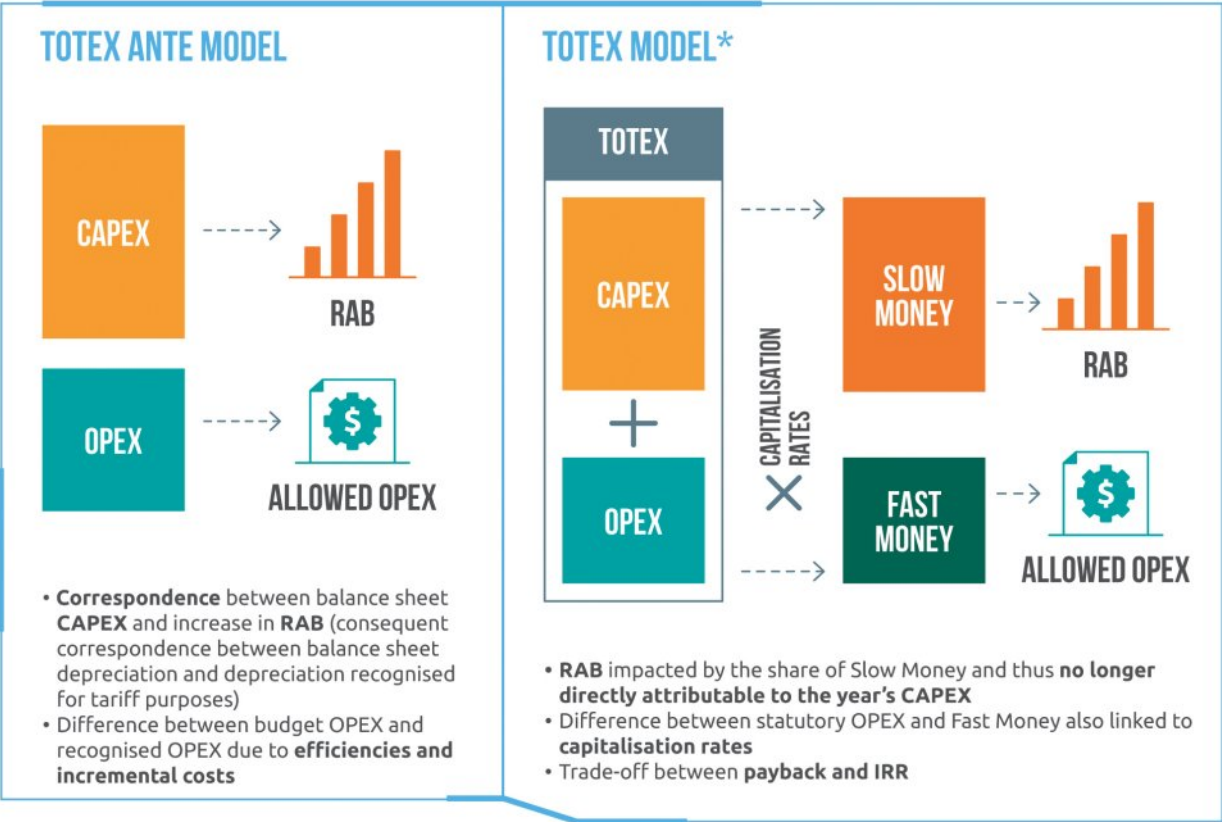 TOTEX ANTE MODEL
CAPEX
RAB
OPEX
$
ALLOWED OPEX
• Correspondence between balance sheet
CAPEX and increase in RAB (consequent
correspondence between balance sheet
depreciation and depreciation recognised
for tariff purposes)
• Difference between budget OPEX and
recognised OPEX due to efficiencies and
incremental costs
TOTEX MODEL*
TOTEX
CAPEX
+
OPEX
CAPITALISATION
RATES
×
SLOW
MONEY
RAB
FAST
MONEY
$
ALLOWED OPEX
• RAB impacted by the share of Slow Money and thus no longer
directly attributable to the year's CAPEX
• Difference between statutory OPEX and Fast Money also linked to
capitalisation rates
• Trade-off between payback and IRR